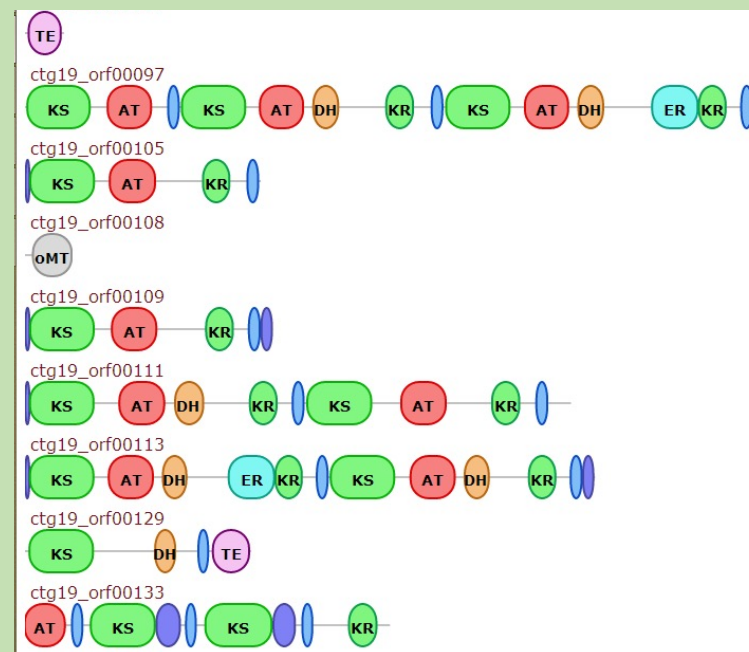 TE
ctg19_orf00097
KS AT KS AT DH KR KS AT DH ER KR
ctg19_orf00105
KS AT KR
ctg19_orf00108
oMT
ctg19_orf00109
KS AT KR
ctg19_orf00111
KS AT DH KR KS AT KR
ctg19_orf00113
KS AT DH ER KR KS AT DH KR
ctg19_orf00129
KS DH TE
ctg19_orf00133
AT KS KS KR